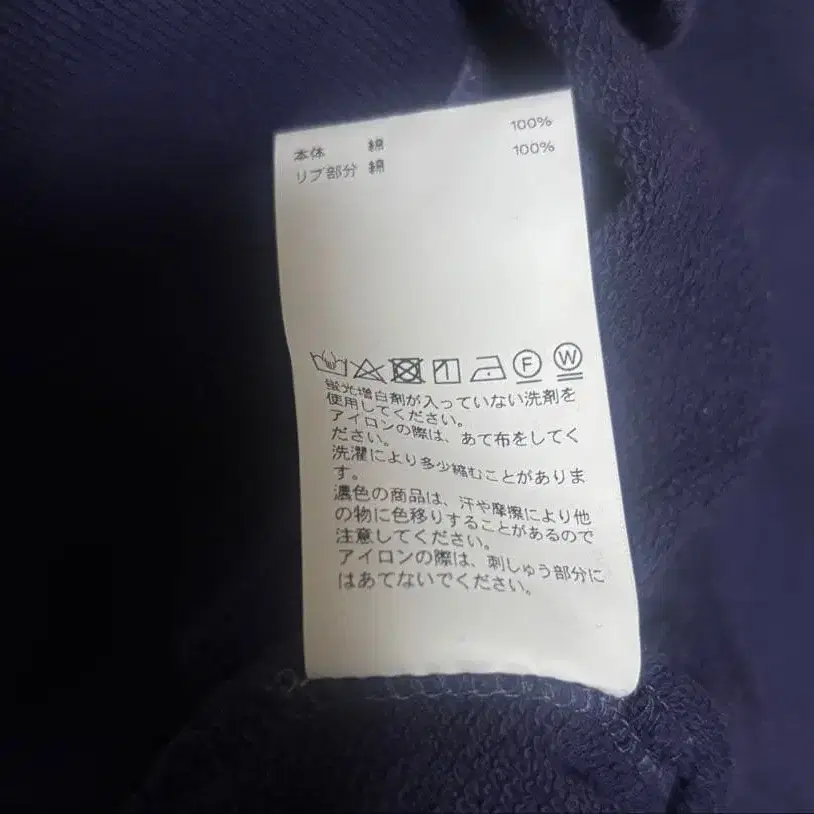 本体 綿 100%
リブ部分 綿 100%
F W
蛍光増白剤が入っていない洗剤を
使用してください。
アイロンの際は、あて布をしてく
ださい。
洗濯により多少縮むことがありま
す。
濃色の商品は、汗や摩擦により他
の物に色移りすることがあるので
注意してください。
アイロンの際は、刺しゅう部分に
はあてないでください。